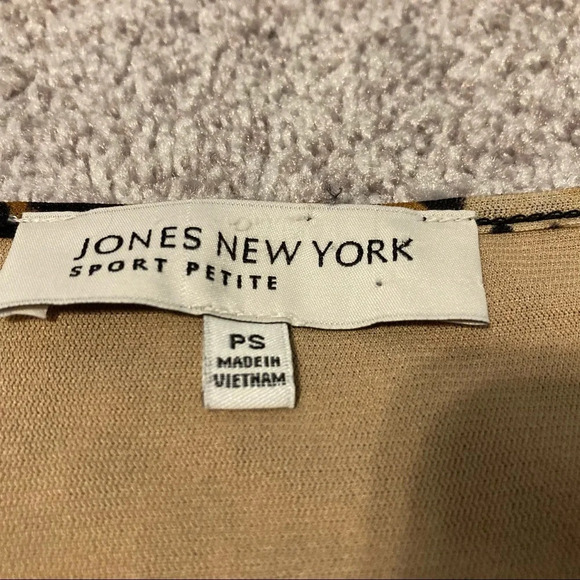 JONES NEW YORK
SPORT PETITE
PS
MADE IN
VIETNAM